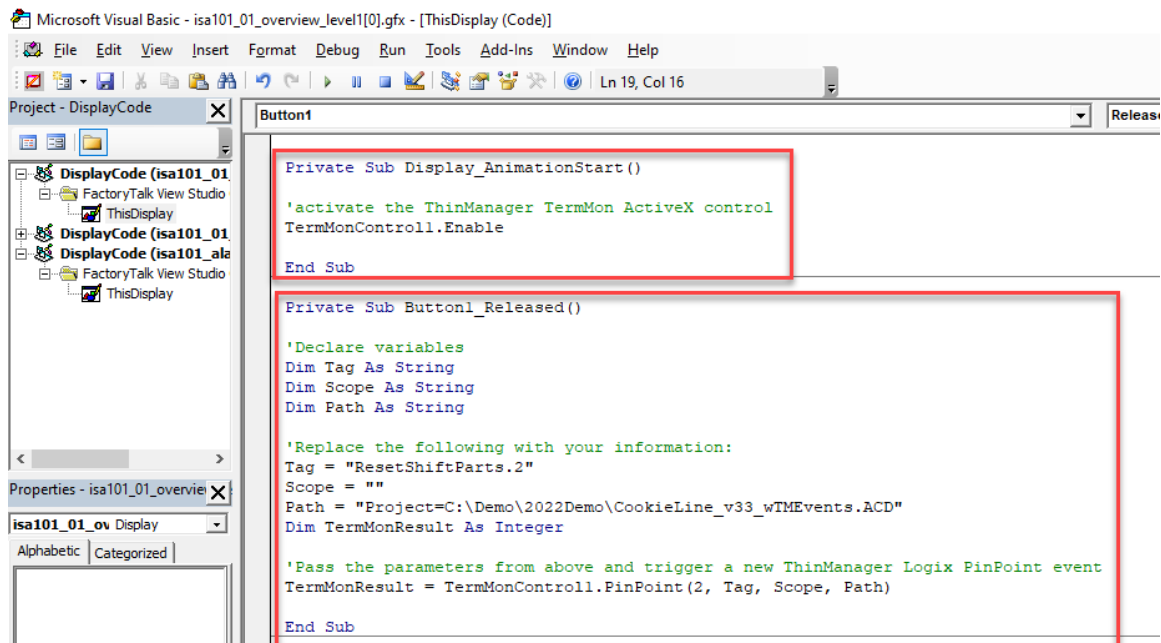 Microsoft Visual Basic - isa101_01_overview_level1[0].gfx - [ThisDisplay (Code)]
File Edit View Insert Format Debug Run Tools Add-Ins Window Help
Ln 19, Col 16
Project - DisplayCode
Button1
Release
DisplayCode (isa101_01_
FactoryTalk View Studio
ThisDisplay
DisplayCode (isa101_01_
DisplayCode (isa101_ala
FactoryTalk View Studio
ThisDisplay
Properties - isa101_01_overvie
isa101_01_ov Display
Alphabetic Categorized
Private Sub Display_AnimationStart()
'activate the ThinManager TermMon ActiveX control
TermMonControl1.Enable
End Sub
Private Sub Button1_Released()
'Declare variables
Dim Tag As String
Dim Scope As String
Dim Path As String
'Replace the following with your information:
Tag = "ResetShiftParts.2"
Scope = ""
Path = "Project=C:\Demo\2022Demo\CookieLine_v33_wTMEvents.ACD"
Dim TermMonResult As Integer
'Pass the parameters from above and trigger a new ThinManager Logix PinPoint event
TermMonResult = TermMonControl1.PinPoint(2, Tag, Scope, Path)
End Sub